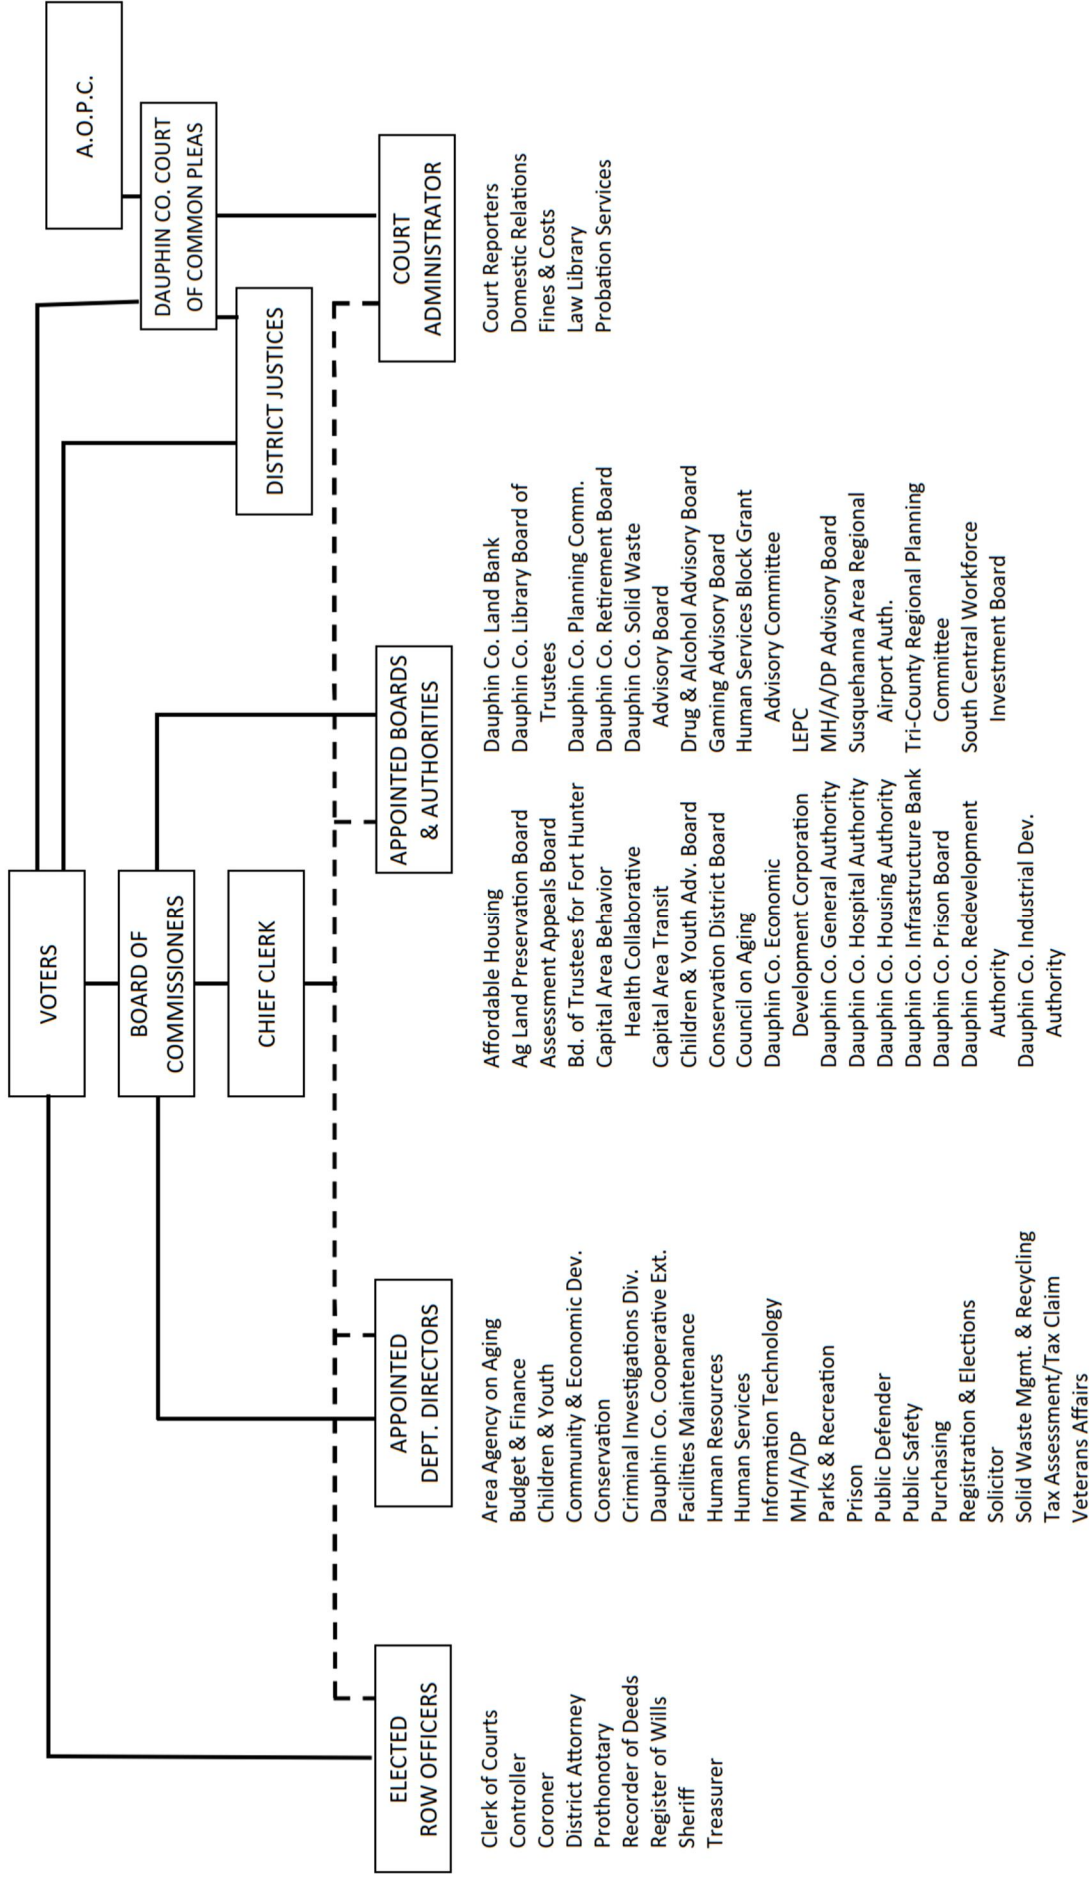 A.O.P.C.
VOTERS
DAUPHIN CO. COURT
OF COMMON PLEAS
BOARD OF
COMMISSIONERS
DISTRICT JUSTICES
CHIEF CLERK
ELECTED
ROW OFFICERS
Clerk of Courts
Controller
Coroner
District Attorney
Prothonotary
Recorder of Deeds
Register of Wills
Sheriff
Treasurer
APPOINTED
DEPT. DIRECTORS
Area Agency on Aging
Budget & Finance
Children & Youth
Community & Economic Dev.
Conservation
Criminal Investigations Div.
Dauphin Co. Cooperative Ext.
Facilities Maintenance
Human Resources
Human Services
Information Technology
MH/A/DP
Parks & Recreation
Prison
Public Defender
Public Safety
Purchasing
Registration & Elections
Solicitor
Solid Waste Mgmt. & Recycling
Tax Assessment/Tax Claim
Veterans Affairs
APPOINTED BOARDS
& AUTHORITIES
Affordable Housing
Ag Land Preservation Board
Assessment Appeals Board
Bd. of Trustees for Fort Hunter
Capital Area Behavior
Health Collaborative
Capital Area Transit
Children & Youth Adv. Board
Conservation District Board
Council on Aging
Dauphin Co. Economic
Development Corporation
Dauphin Co. General Authority
Dauphin Co. Hospital Authority
Dauphin Co. Housing Authority
Dauphin Co. Infrastructure Bank
Dauphin Co. Prison Board
Dauphin Co. Redevelopment
Authority
Dauphin Co. Industrial Dev.
Authority
Dauphin Co. Land Bank
Dauphin Co. Library Board of
Trustees
Dauphin Co. Planning Comm.
Dauphin Co. Retirement Board
Dauphin Co. Solid Waste
Advisory Board
Drug & Alcohol Advisory Board
Gaming Advisory Board
Human Services Block Grant
Advisory Committee
LEPC
MH/A/DP Advisory Board
Susquehanna Area Regional
Airport Auth.
Tri-County Regional Planning
Committee
South Central Workforce
Investment Board
COURT
ADMINISTRATOR
Court Reporters
Domestic Relations
Fines & Costs
Law Library
Probation Services